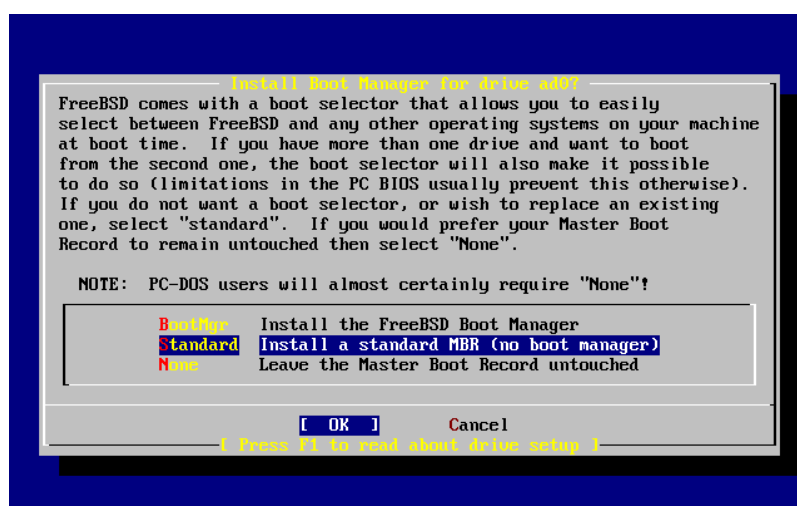 Install Boot Manager for drive ad0?
FreeBSD comes with a boot selector that allows you to easily
select between FreeBSD and any other operating systems on your machine
at boot time.  If you have more than one drive and want to boot
from the second one, the boot selector will also make it possible
to do so (limitations in the PC BIOS usually prevent this otherwise).
If you do not want a boot selector, or wish to replace an existing
one, select "standard".  If you would prefer your Master Boot
Record to remain untouched then select "None".
NOTE:  PC-DOS users will almost certainly require "None"!
BootMgr   Install the FreeBSD Boot Manager
Standard  Install a standard MBR (no boot manager)
None      Leave the Master Boot Record untouched
[  OK  ]     Cancel
[ Press F1 to read about drive setup ]